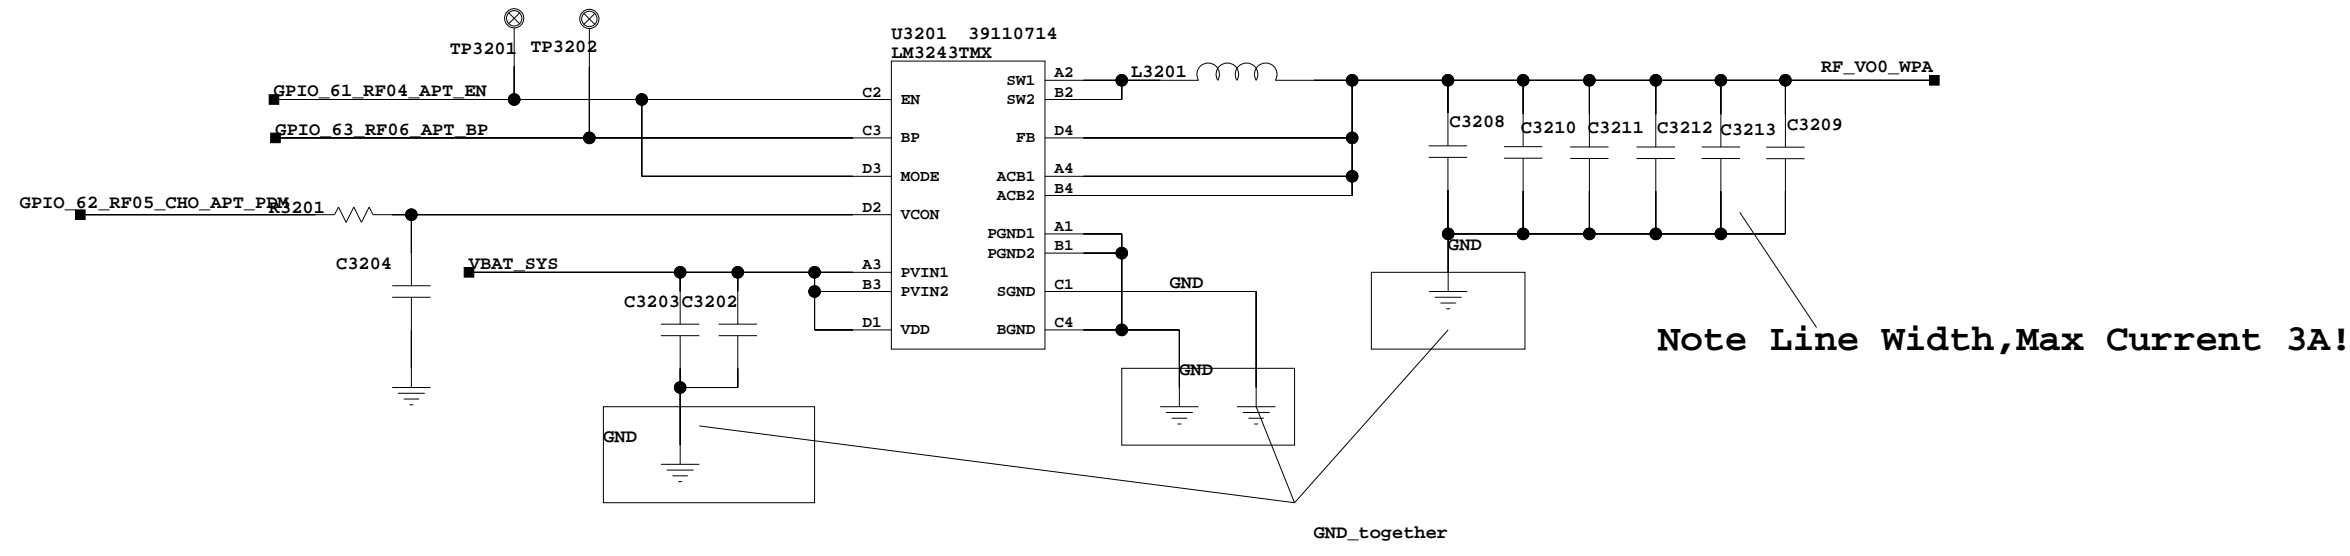 U3201 39110714
TP3201 TP3202 LM3243TMX
RF_VO0_WPA
SW1 A2 L3201
GPIO_61_RF04_APT_EN C2 EN SW2 B2
C3208 C3210 C3211 C3212 C3213 C3209
GPIO_63_RF06_APT_BP C3 BP FB D4
D3 MODE ACB1 A4
ACB2 B4
GPIO_62_RF05_CHO_APT_PDM R3201 D2 VCON
PGND1 A1
GND
PGND2 B1
C3204 VBAT_SYS A3 PVIN1
B3 PVIN2 SGND C1 GND
C3203 C3202
D1 VDD BGND C4
Note Line Width,Max Current 3A!
GND
GND
GND_together